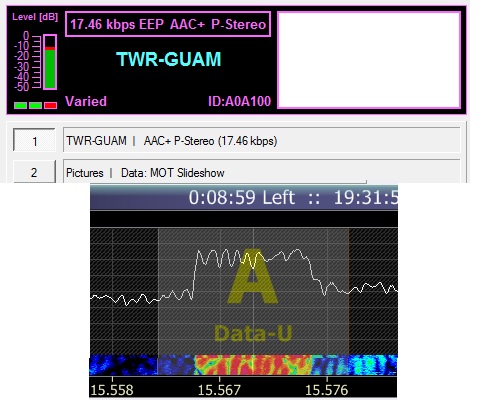 Level [dB]
17.46 kbps EEP AAC+ P-Stereo
0
-10
-20
-30
-40
-50
TWR-GUAM
Varied ID:A0A100
1 TWR-GUAM | AAC+ P-Stereo (17.46 kbps)
2 Pictures | Data: MOT Slideshow
0:08:59 Left :: 19:31:5
A
Data-U
15.558 15.567 15.576